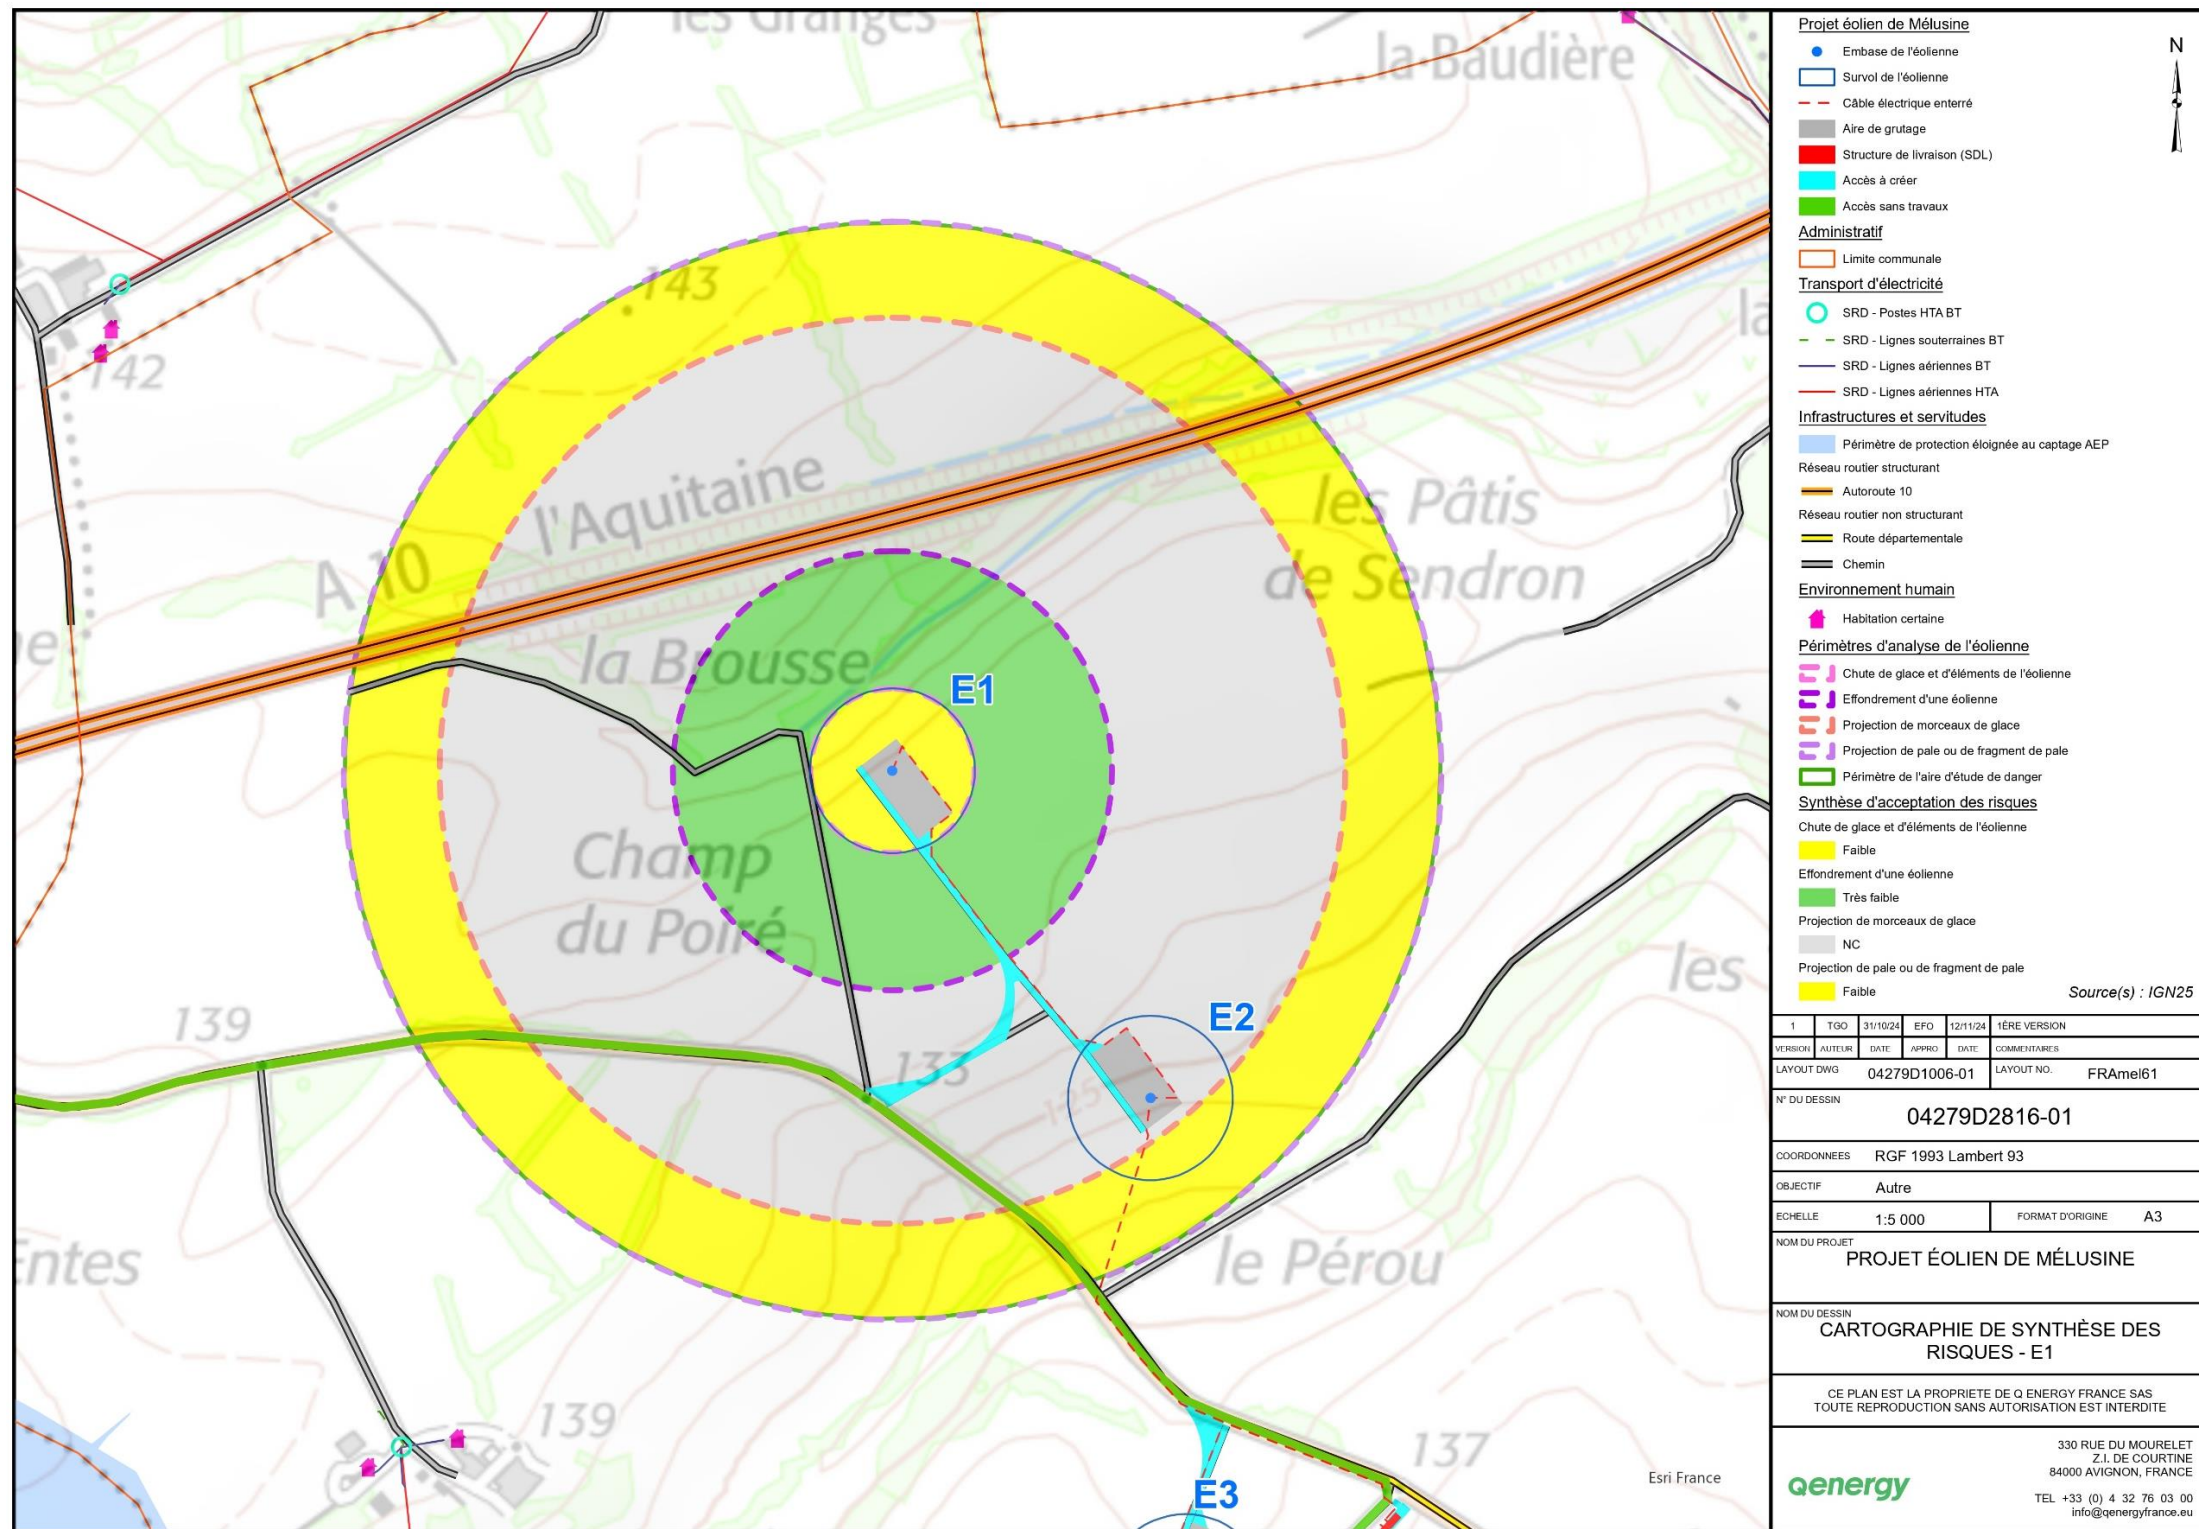 les Granges
la-Baudière
143
142
l'Aquitaine
A 10
les Pâtis
de Sendron
la Brousse
E1
Champ
du Poiré
les
139
E2
133
125
le Pérou
Entes
139
137
E3
Esri France
Projet éolien de Mélusine
N
Embase de l'éolienne
Survol de l'éolienne
Câble électrique enterré
Aire de grutage
Structure de livraison (SDL)
Accès à créer
Accès sans travaux
Administratif
Limite communale
Transport d'électricité
SRD - Postes HTA BT
SRD - Lignes souterraines BT
SRD - Lignes aériennes BT
SRD - Lignes aériennes HTA
Infrastructures et servitudes
Périmètre de protection éloignée au captage AEP
Réseau routier structurant
Autoroute 10
Réseau routier non structurant
Route départementale
Chemin
Environnement humain
Habitation certaine
Périmètres d'analyse de l'éolienne
Chute de glace et d'éléments de l'éolienne
Effondrement d'une éolienne
Projection de morceaux de glace
Projection de pale ou de fragment de pale
Périmètre de l'aire d'étude de danger
Synthèse d'acceptation des risques
Chute de glace et d'éléments de l'éolienne
Faible
Effondrement d'une éolienne
Très faible
Projection de morceaux de glace
NC
Projection de pale ou de fragment de pale
Faible
Source(s) : IGN25
1 TGO 31/10/24 EFO 12/11/24 1ÈRE VERSION
VERSION AUTEUR DATE APPRO DATE COMMENTAIRES
LAYOUT DWG 04279D1006-01 LAYOUT NO. FRAmel61
N° DU DESSIN
04279D2816-01
COORDONNEES RGF 1993 Lambert 93
OBJECTIF Autre
ECHELLE 1:5 000 FORMAT D'ORIGINE A3
NOM DU PROJET
PROJET ÉOLIEN DE MÉLUSINE
NOM DU DESSIN
CARTOGRAPHIE DE SYNTHÈSE DES
RISQUES - E1
CE PLAN EST LA PROPRIETE DE Q ENERGY FRANCE SAS
TOUTE REPRODUCTION SANS AUTORISATION EST INTERDITE
qenergy
330 RUE DU MOURELET
Z.I. DE COURTINE
84000 AVIGNON, FRANCE
TEL +33 (0) 4 32 76 03 00
info@qenergyfrance.eu